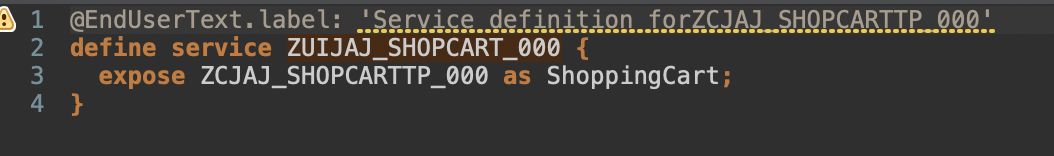 1 @EndUserText.label: 'Service definition forZCJAJ_SHOPCARTTP_000'
2 define service ZUIJAJ_SHOPCART_000 {
3 expose ZCJAJ_SHOPCARTTP_000 as ShoppingCart;
4 }